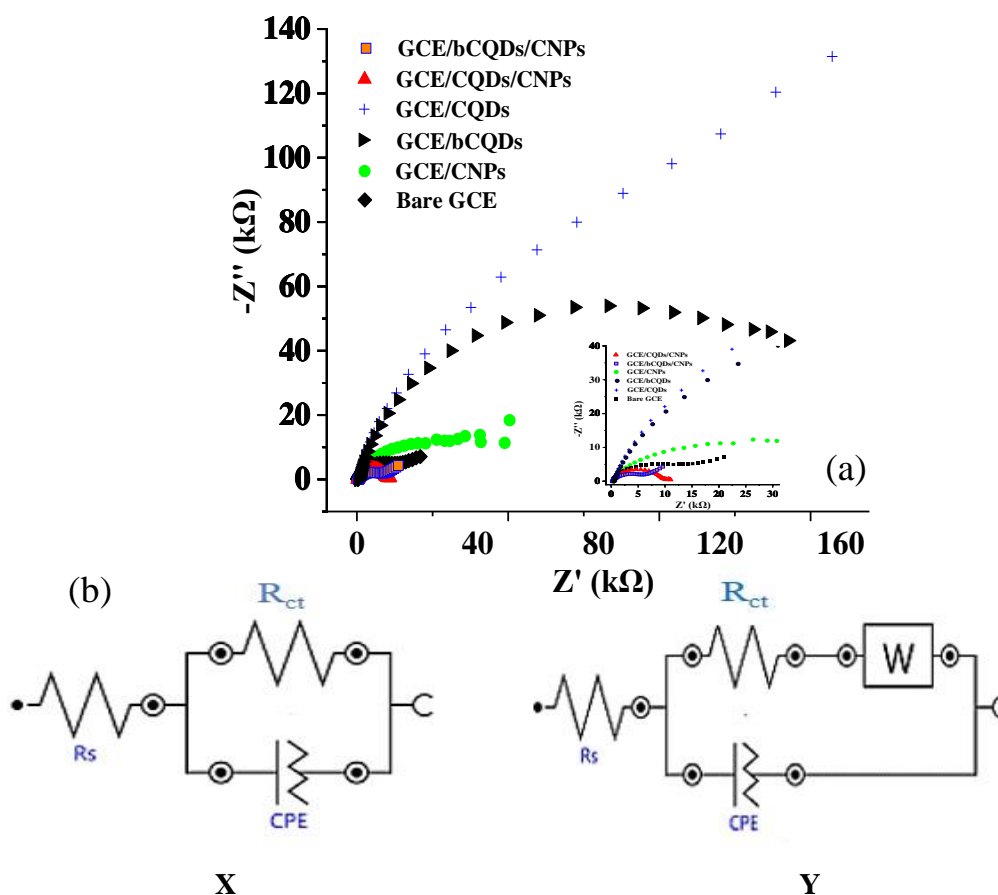 140
120
100
80
60
40
20
0
-Z'' (kΩ)
GCE/bCQDs/CNPs
GCE/CQDs/CNPs
GCE/CQDs
GCE/bCQDs
GCE/CNPs
Bare GCE
40
30
20
10
0
-Z'' (kΩ)
GCE/CQDs/CNPs
GCE/bCQDs/CNPs
GCE/CNPs
GCE/bCQDs
GCE/CQDs
Bare GCE
0 5 10 15 20 25 30
Z' (kΩ)
(a)
0 40 80 120 160
Z' (kΩ)
(b)
Rct
Rs
CPE
X
Rct
W
Rs
CPE
Y